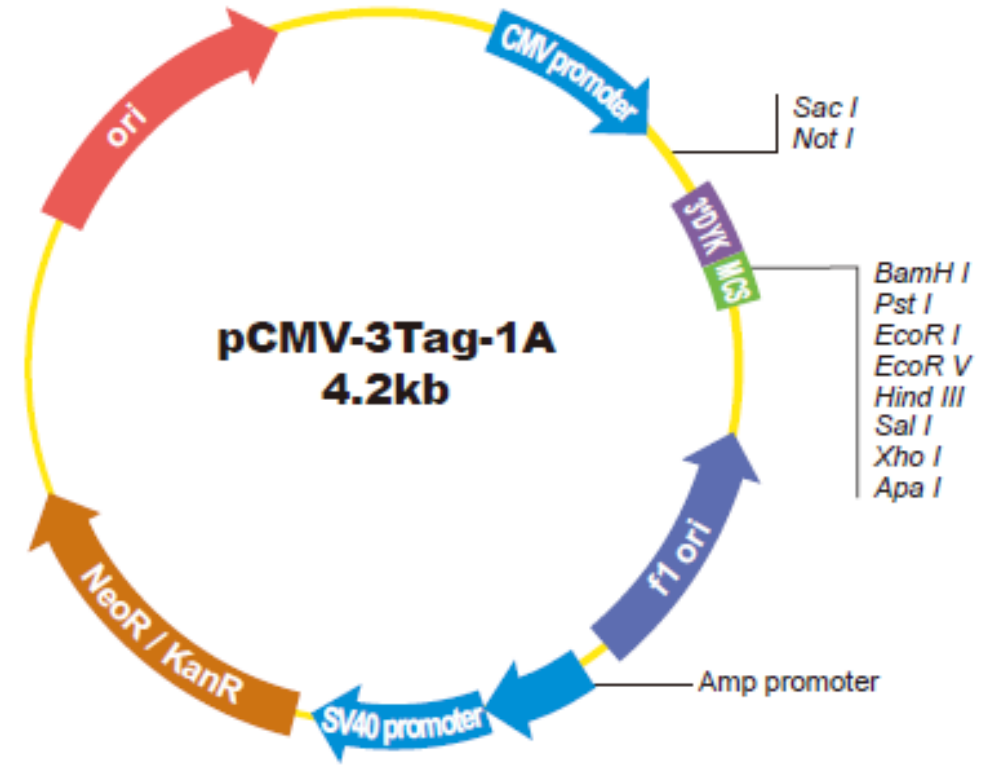 ori
CMV promoter
Sac I
Not I
3*DYK
MCS
BamH I
Pst I
EcoR I
EcoR V
Hind III
Sal I
Xho I
Apa I
pCMV-3Tag-1A
4.2kb
f1 ori
Amp promoter
SV40 promoter
NeoR / KanR